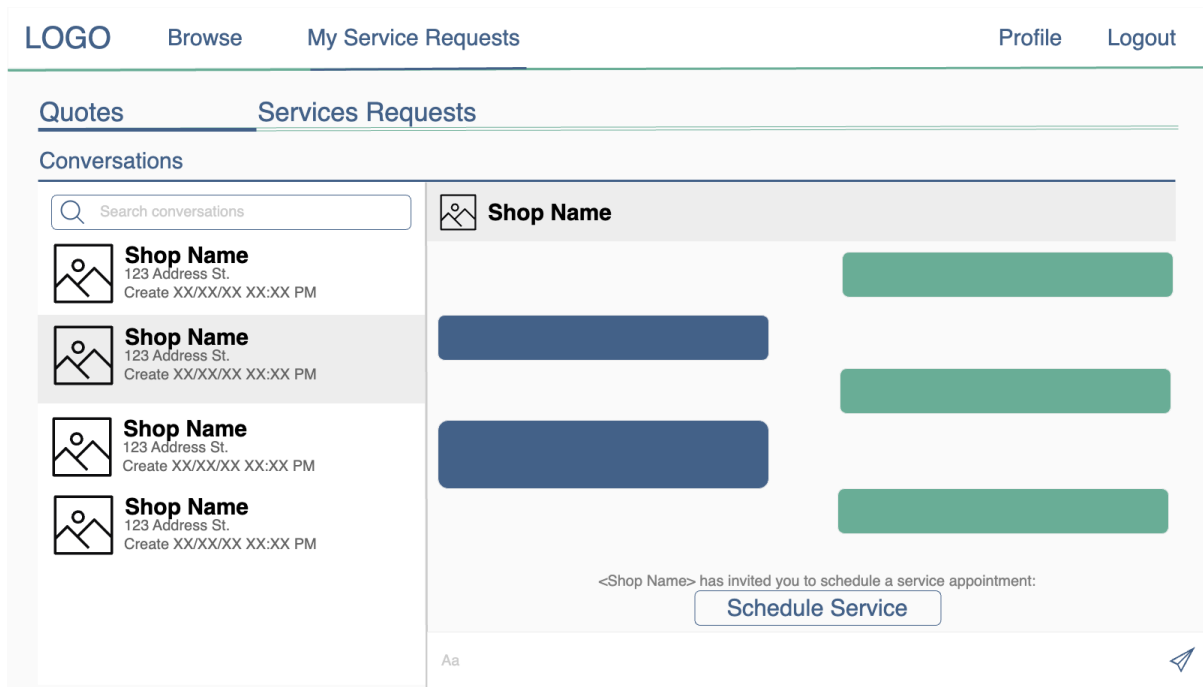 LOGO Browse My Service Requests Profile Logout
Quotes Services Requests
Conversations
Search conversations
Shop Name
123 Address St.
Create XX/XX/XX XX:XX PM
Shop Name
123 Address St.
Create XX/XX/XX XX:XX PM
Shop Name
123 Address St.
Create XX/XX/XX XX:XX PM
Shop Name
123 Address St.
Create XX/XX/XX XX:XX PM
Shop Name
<Shop Name> has invited you to schedule a service appointment:
Schedule Service
Aa